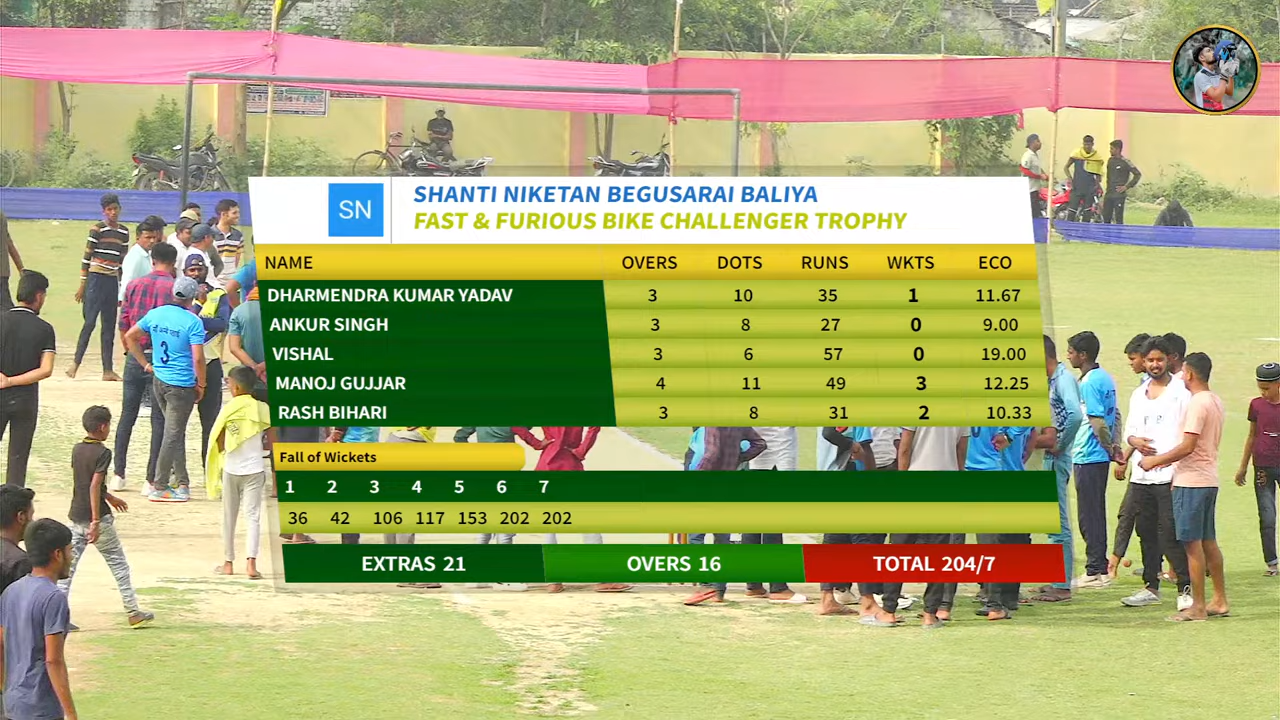 SN
SHANTI NIKETAN BEGUSARAI BALIYA
FAST & FURIOUS BIKE CHALLENGER TROPHY
NAME OVERS DOTS RUNS WKTS ECO
DHARMENDRA KUMAR YADAV 3 10 35 1 11.67
ANKUR SINGH 3 8 27 0 9.00
VISHAL 3 6 57 0 19.00
MANOJ GUJJAR 4 11 49 3 12.25
RASH BIHARI 3 8 31 2 10.33
Fall of Wickets
1 2 3 4 5 6 7
36 42 106 117 153 202 202
EXTRAS 21 OVERS 16 TOTAL 204/7
3